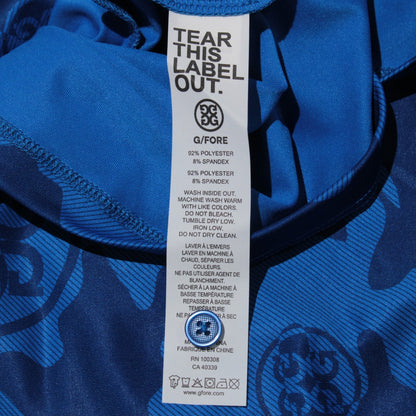 TEAR
THIS
LABEL
OUT.
G/FORE
92% POLYESTER
8% SPANDEX
92% POLYESTER
8% SPANDEX
WASH INSIDE OUT.
MACHINE WASH WARM
WITH LIKE COLORS.
DO NOT BLEACH.
TUMBLE DRY LOW.
IRON LOW.
DO NOT DRY CLEAN.
LAVER À L'ENVERS
LAVER EN MACHINE À
CHAUD, SÉPARER LES
COULEURS.
NE PAS UTILISER AGENT DE
BLANCHIMENT.
SÉCHER À LA MACHINE À
BASSE TEMPÉRATURE
REPASSER À BASSE
TEMPÉRATURE
NE PAS À SEC
FABRIQUÉ EN CHINE
RN 100308
CA 40339
www.gfore.com